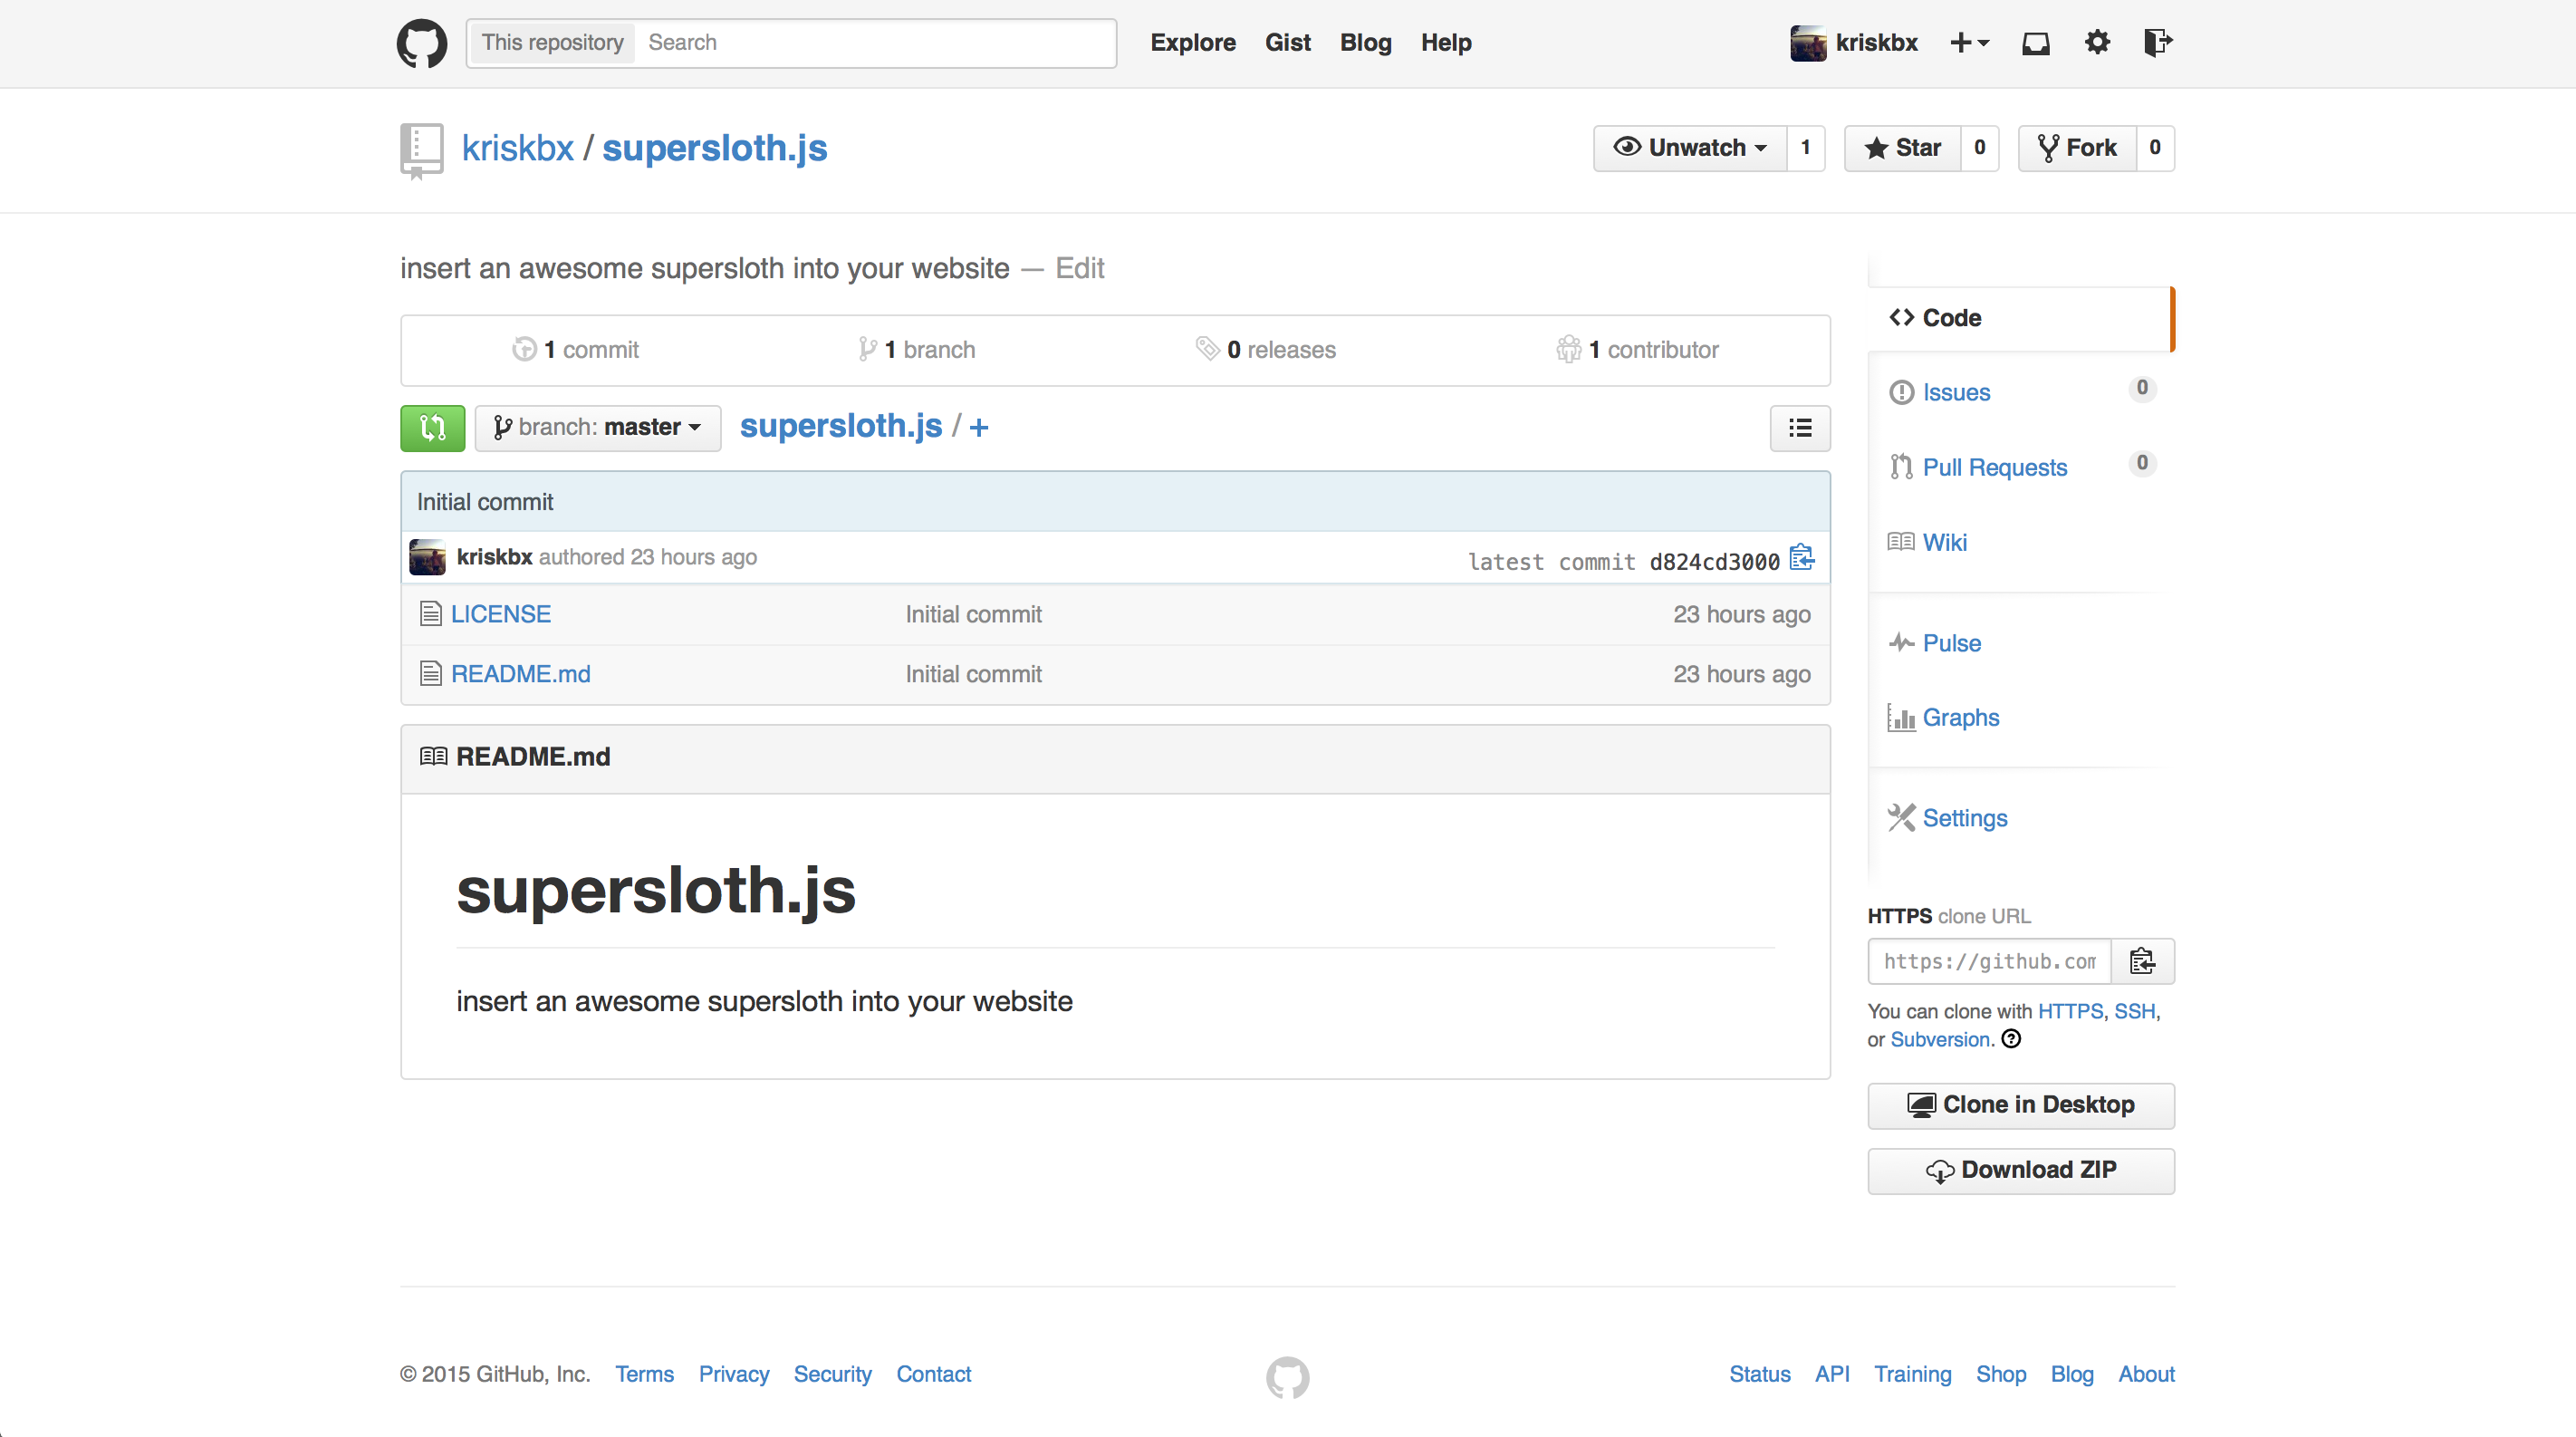 This repository Search Explore Gist Blog Help kriskbx
kriskbx / supersloth.js Unwatch 1 Star 0 Fork 0
insert an awesome supersloth into your website — Edit
1 commit 1 branch 0 releases 1 contributor
branch: master supersloth.js / +
Initial commit
kriskbx authored 23 hours ago latest commit d824cd3000
LICENSE Initial commit 23 hours ago
README.md Initial commit 23 hours ago
README.md
supersloth.js
insert an awesome supersloth into your website
Code
Issues 0
Pull Requests 0
Wiki
Pulse
Graphs
Settings
HTTPS clone URL
https://github.com
You can clone with HTTPS, SSH,
or Subversion.
Clone in Desktop
Download ZIP
© 2015 GitHub, Inc. Terms Privacy Security Contact Status API Training Shop Blog About